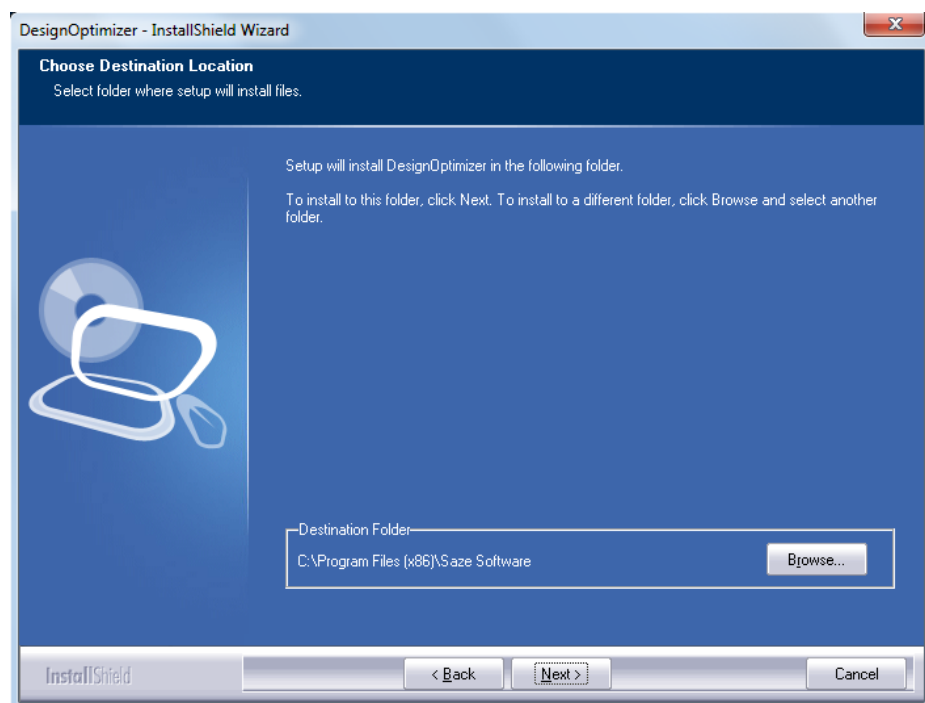 DesignOptimizer - InstallShield Wizard
Choose Destination Location
Select folder where setup will install files.
Setup will install DesignOptimizer in the following folder.
To install to this folder, click Next. To install to a different folder, click Browse and select another
folder.
Destination Folder
C:\Program Files (x86)\Saze Software
Browse...
InstallShield
< Back
Next >
Cancel